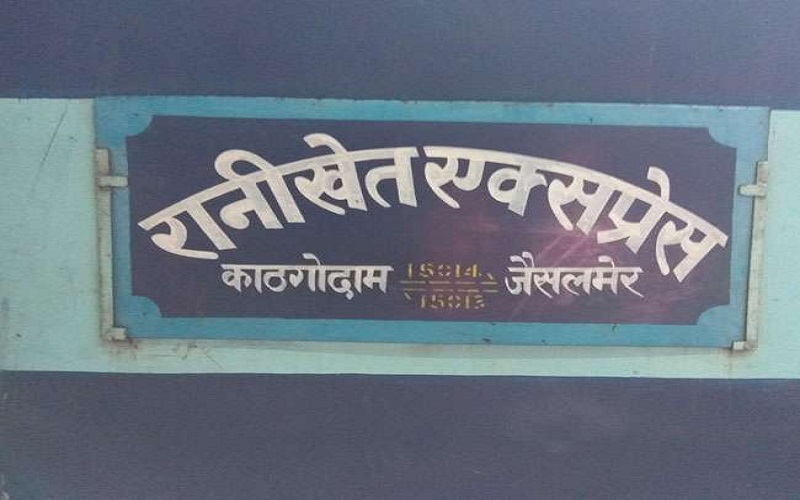 रानीखेत एक्सप्रेस
काठगोदाम 15014 15013 जैसलमेर